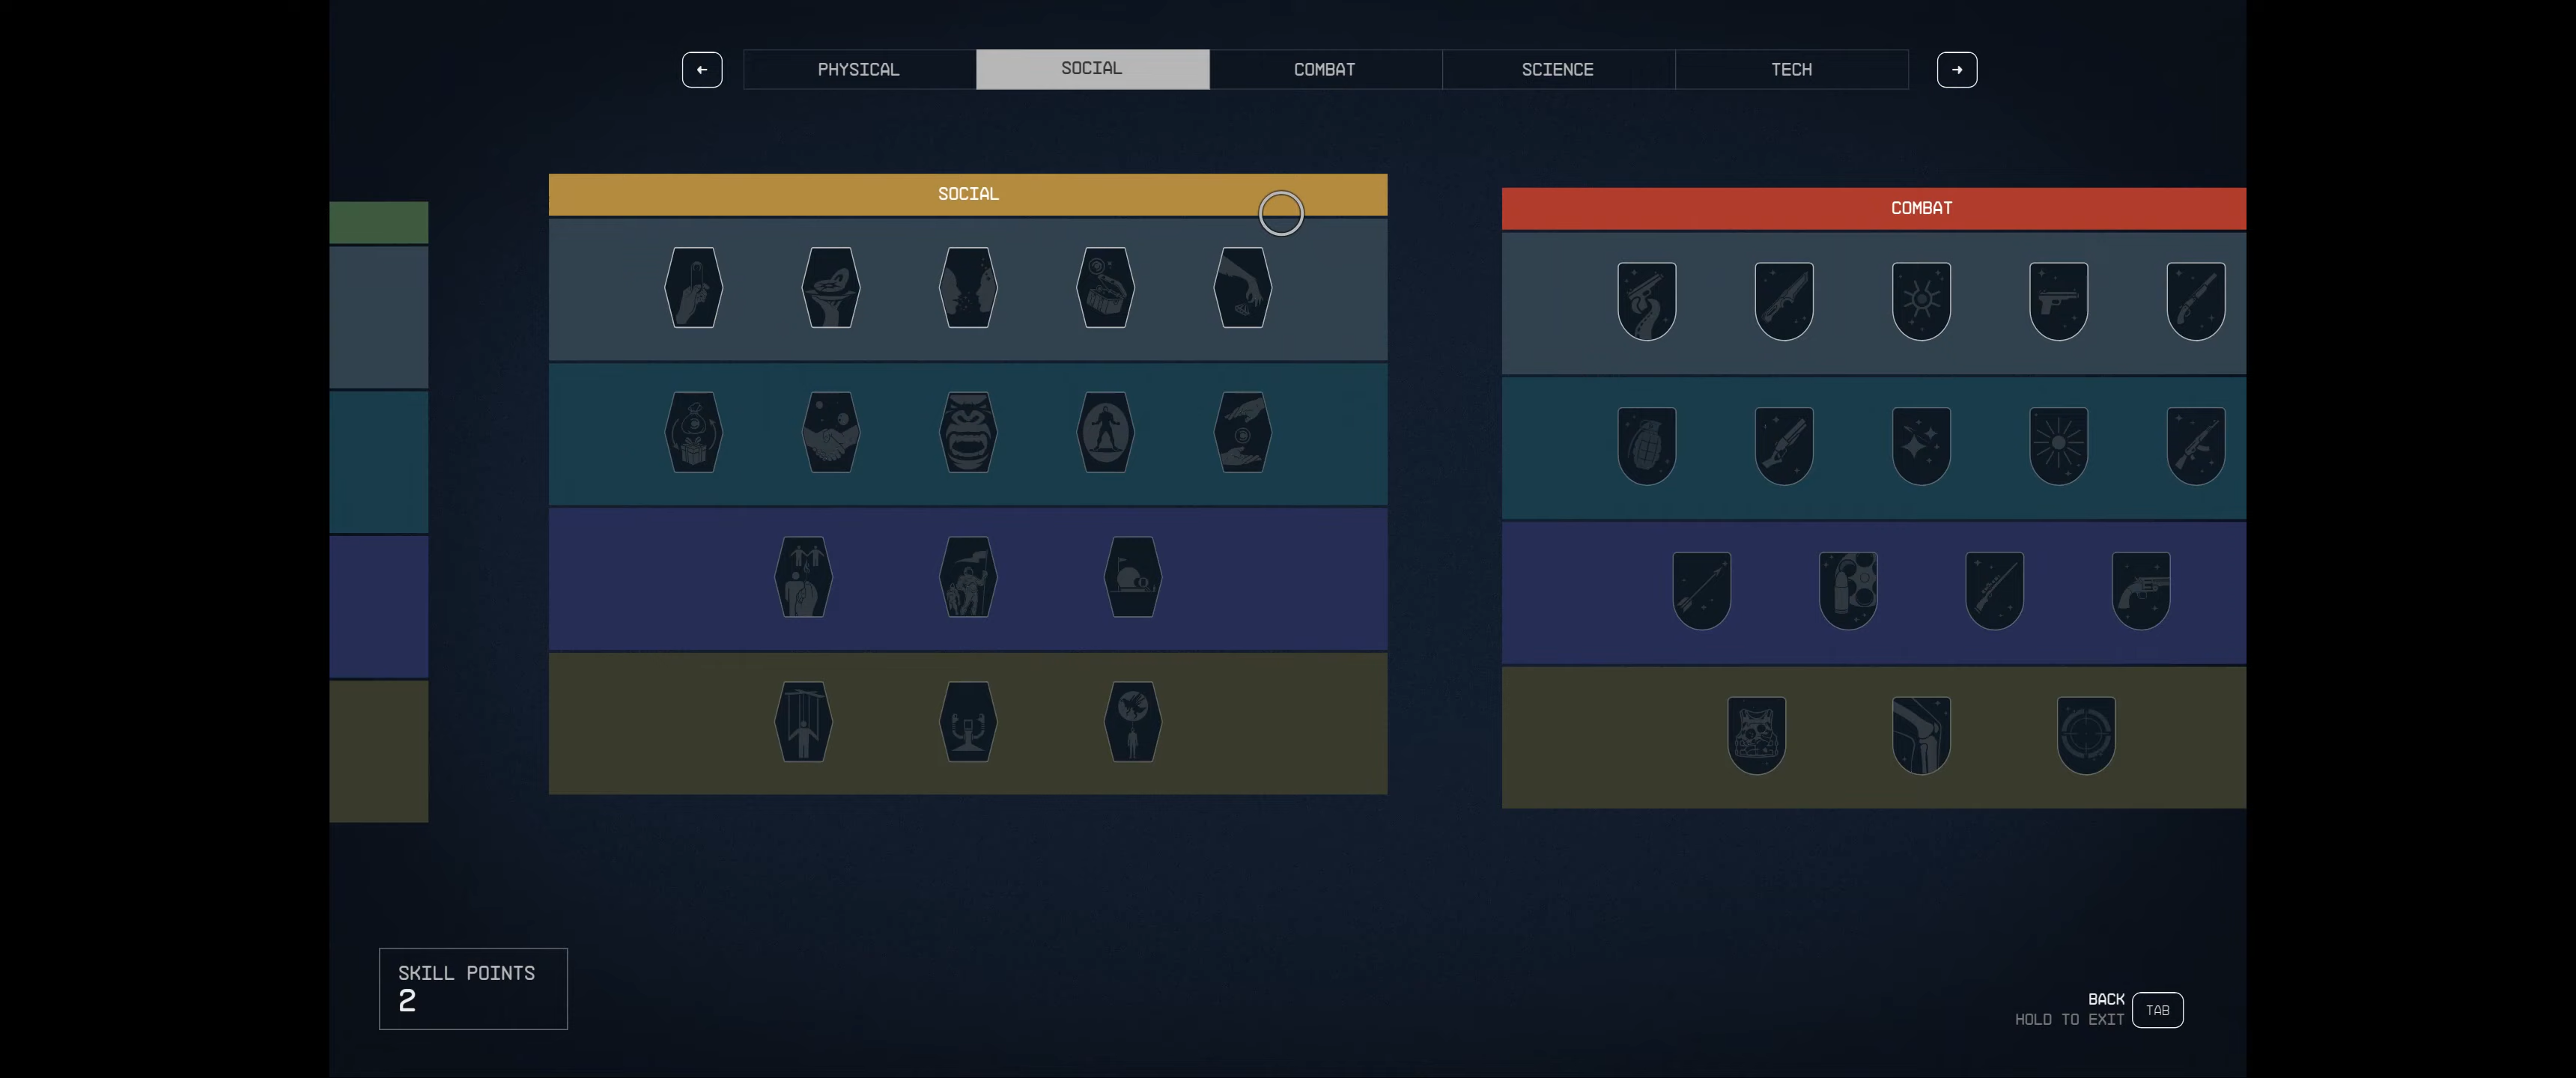 PHYSICAL
SOCIAL
COMBAT
SCIENCE
TECH
SOCIAL
COMBAT
SKILL POINTS
2
BACK
HOLD TO EXIT
TAB